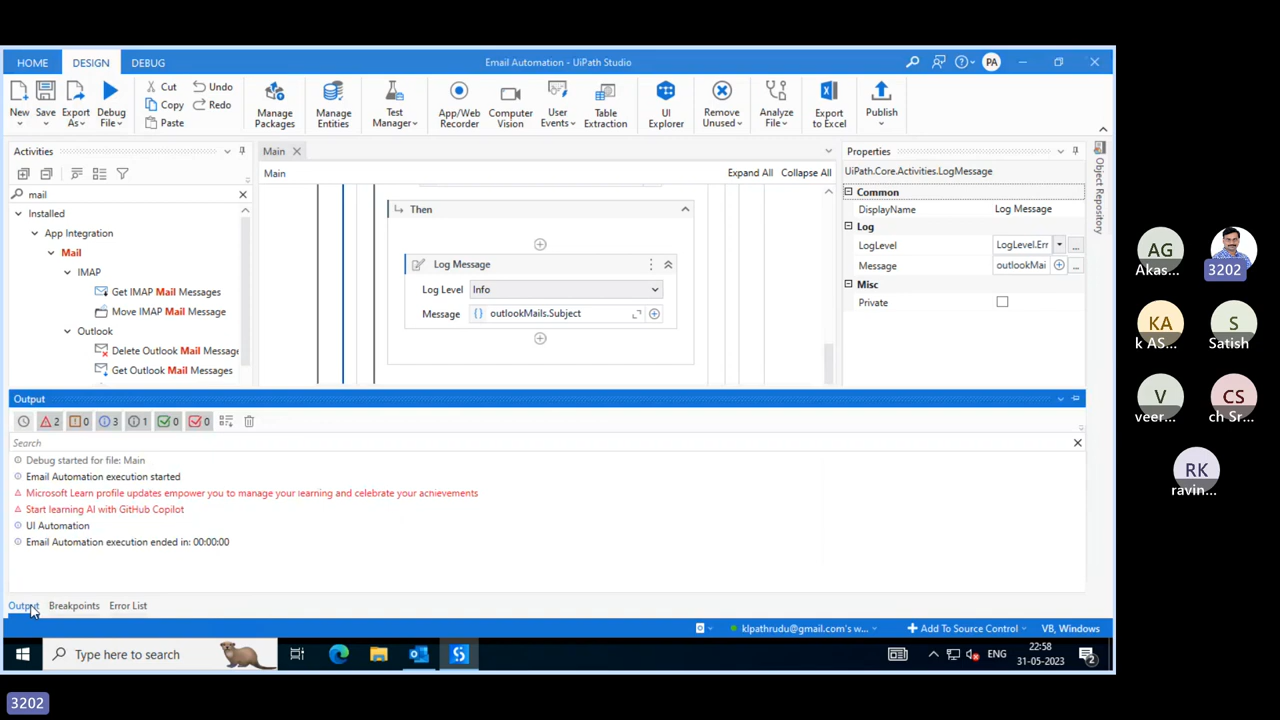 HOME DESIGN DEBUG Email Automation - UiPath Studio PA
New Save Export As Debug File Cut Copy Paste Undo Redo Manage Packages Manage Entities Test Manager App/Web Recorder Computer Vision User Events Table Extraction UI Explorer Remove Unused Analyze File Export to Excel Publish
Activities
mail
Installed
App Integration
Mail
IMAP
Get IMAP Mail Messages
Move IMAP Mail Message
Outlook
Delete Outlook Mail Message
Get Outlook Mail Messages
Main
Main Expand All Collapse All
Then
Log Message
Log Level Info
Message outlookMails.Subject
Properties
UiPath.Core.Activities.LogMessage
Common
DisplayName Log Message
Log
LogLevel LogLevel.Err ...
Message outlookMai ...
Misc
Private
Object Repository
Output
2 0 3 1 0 0
Search
Debug started for file: Main
Email Automation execution started
Microsoft Learn profile updates empower you to manage your learning and celebrate your achievements
Start learning AI with GitHub Copilot
UI Automation
Email Automation execution ended in: 00:00:00
Output Breakpoints Error List
klpathrudu@gmail.com's w... Add To Source Control VB, Windows
Type here to search
ENG
22:58
31-05-2023
2
AG
Akas...
3202
KA
k AS...
S
Satish
V
veer...
CS
ch Sr...
RK
ravin...
3202